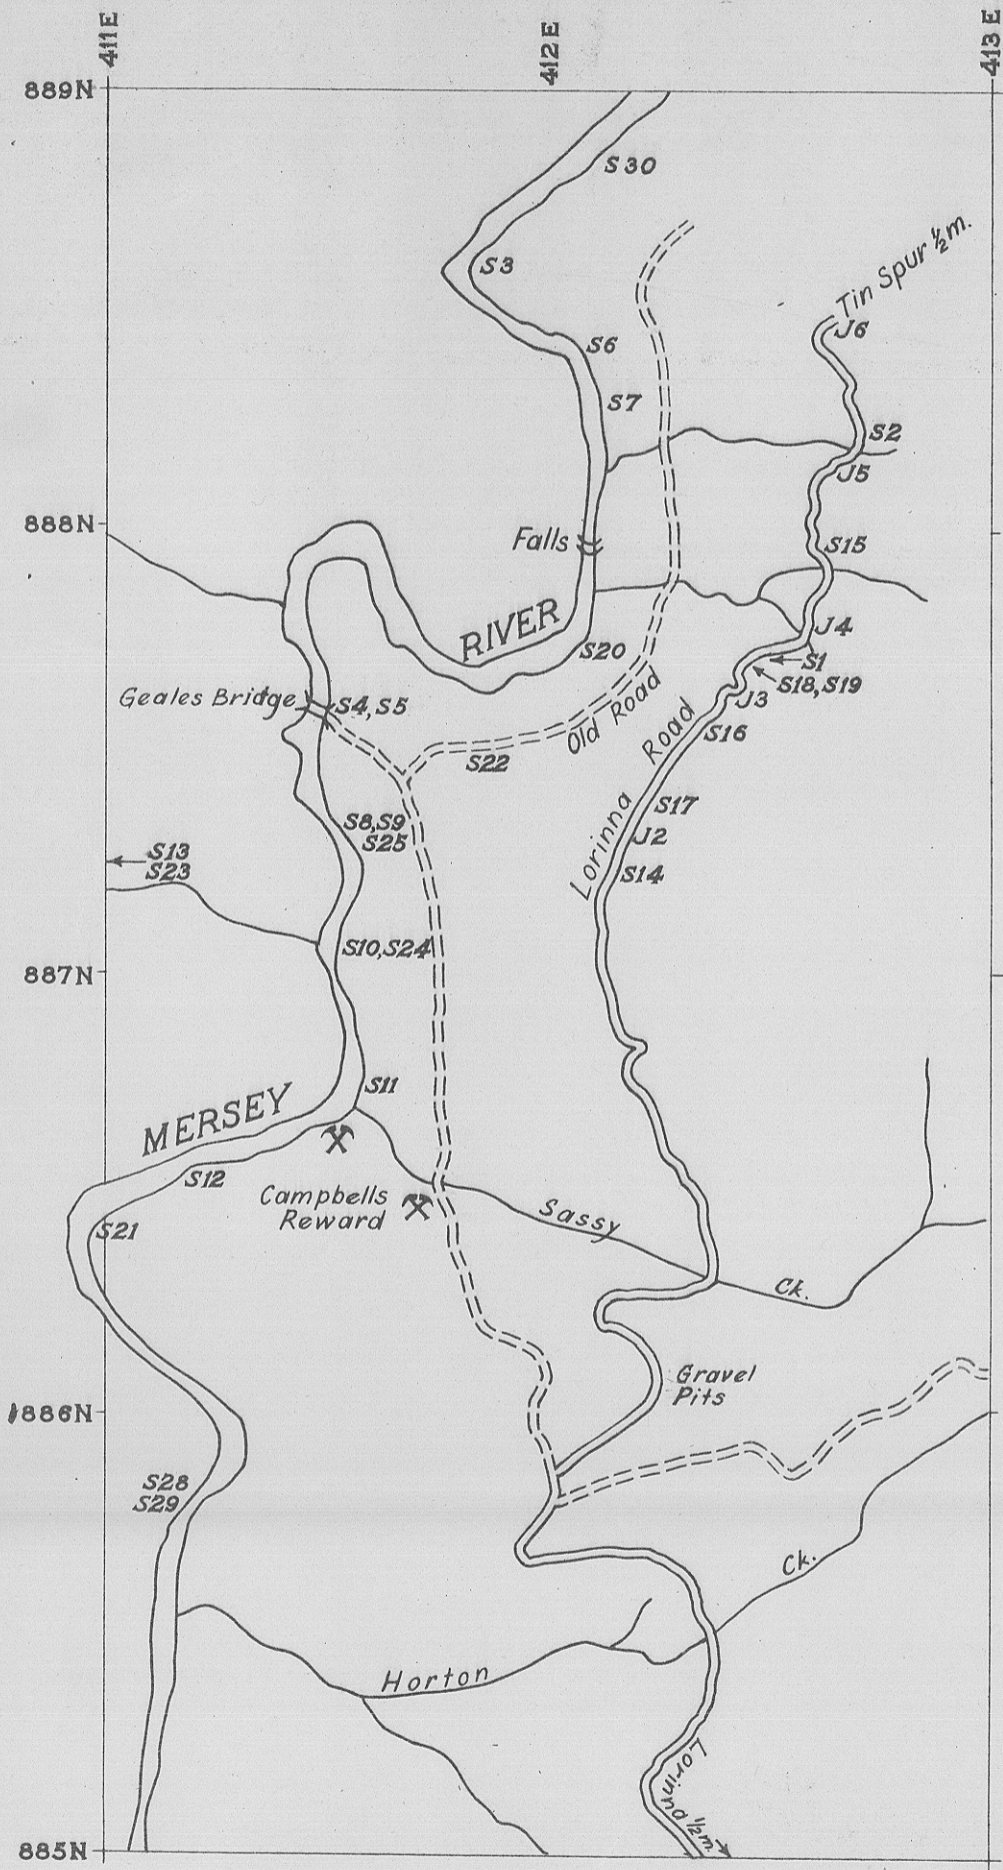 411E
412E
413E
889N
S30
S3
Tin Spur ½m.
J6
S6
S7
S2
J5
888N
Falls
S15
RIVER
S20
J4
S1
S18,S19
Geales Bridge
S4,S5
J3
Old Road
S16
S22
Lorinna Road
S17
S8,S9
S25
J2
S13
S23
S14
S10,S24
887N
S11
MERSEY
S12
Campbells
Reward
S21
Sassy Ck.
Gravel
Pits
886N
S28
S29
Ck.
Horton
Lorinna ½m.
885N